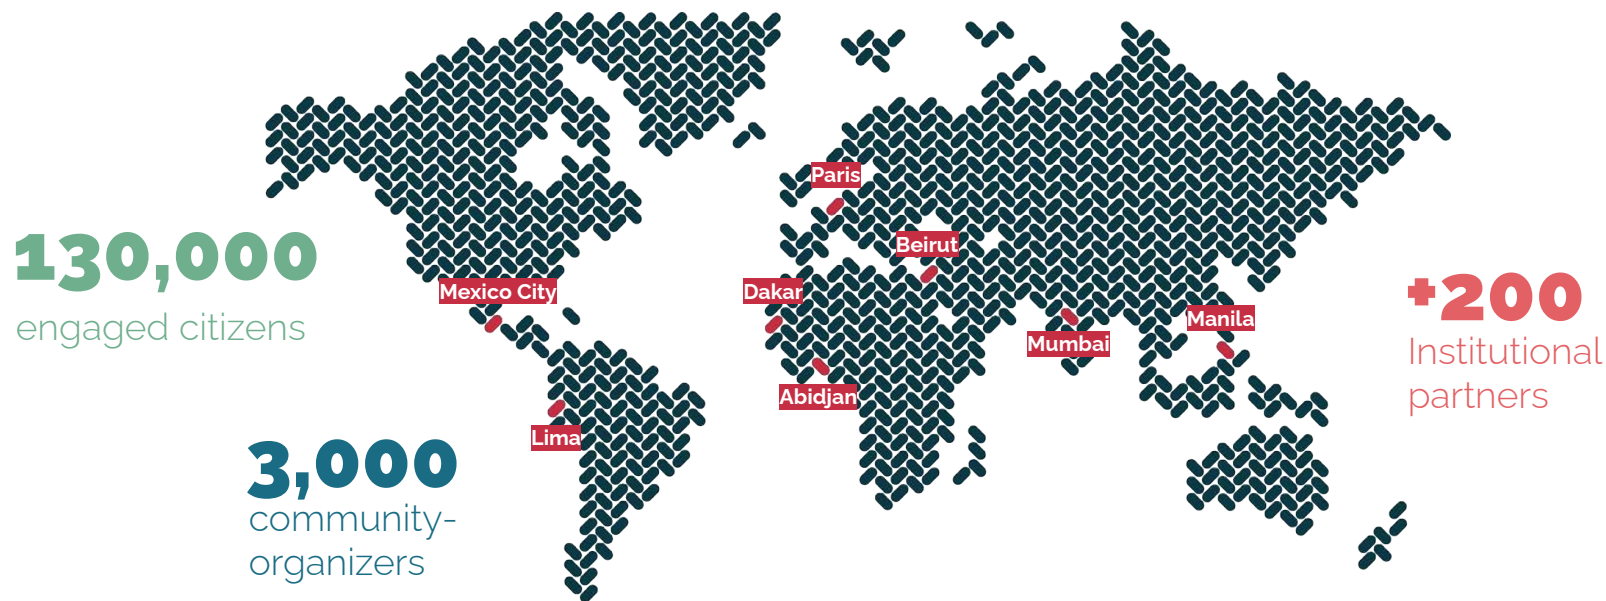 Paris
130,000
engaged citizens
Beirut
Mexico City
Dakar
Manila
Mumbai
+200
Institutional
partners
Abidjan
Lima
3,000
community-
organizers